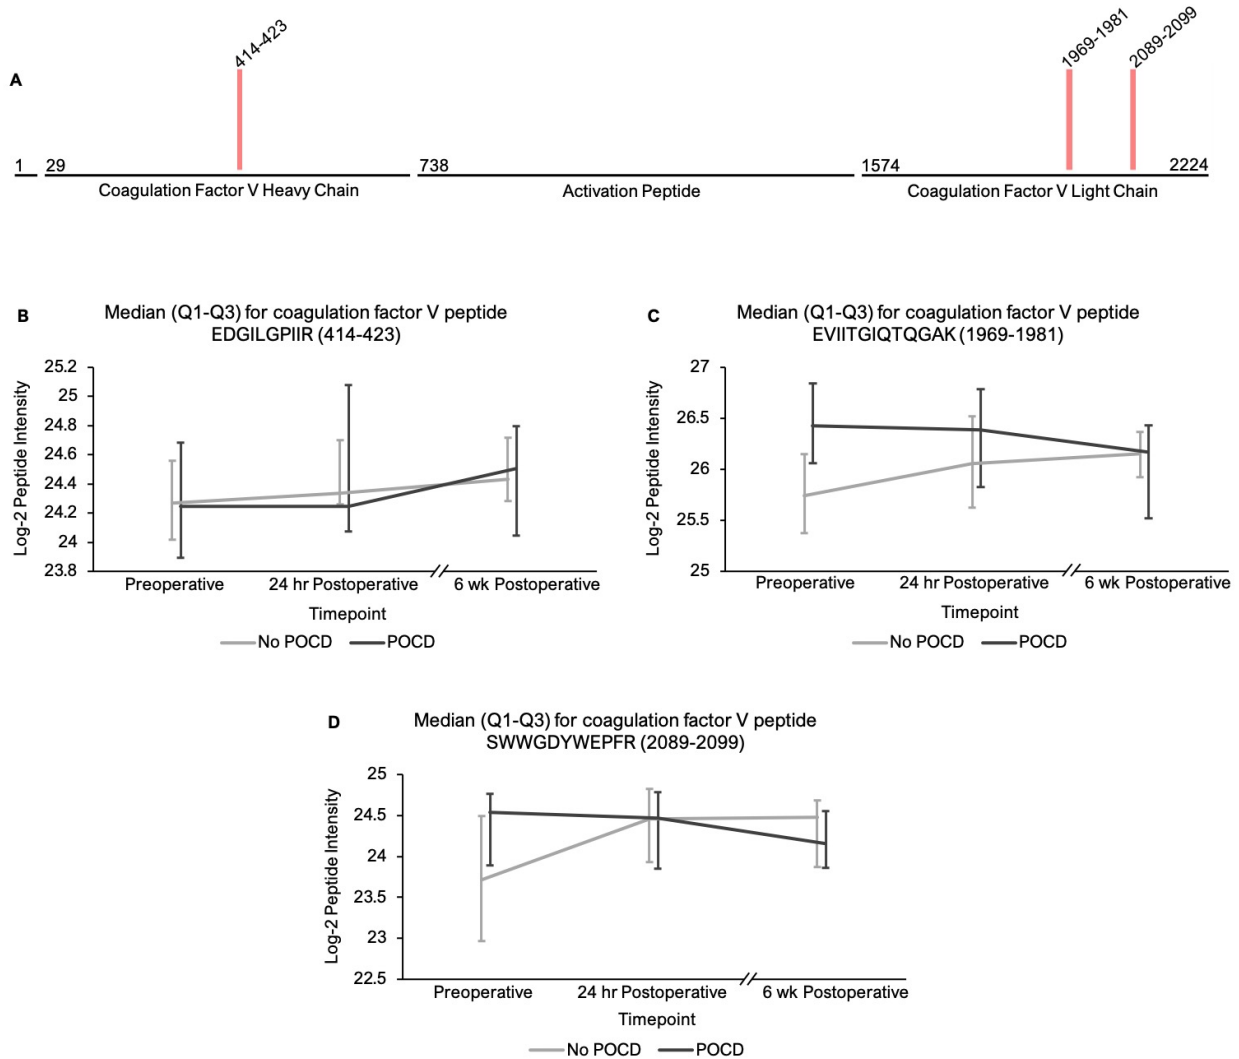 A
414-423
1969-1981
2089-2099
1 29 738 1574 2224
Coagulation Factor V Heavy Chain Activation Peptide Coagulation Factor V Light Chain
B
Median (Q1-Q3) for coagulation factor V peptide
EDGILGPIIR (414-423)
Log-2 Peptide Intensity
25.2
25
24.8
24.6
24.4
24.2
24
23.8
Preoperative 24 hr Postoperative 6 wk Postoperative
Timepoint
No POCD POCD
C
Median (Q1-Q3) for coagulation factor V peptide
EVIITGIQTQGAK (1969-1981)
Log-2 Peptide Intensity
27
26.5
26
25.5
25
Preoperative 24 hr Postoperative 6 wk Postoperative
Timepoint
No POCD POCD
D
Median (Q1-Q3) for coagulation factor V peptide
SWWGDYWEPFR (2089-2099)
Log-2 Peptide Intensity
25
24.5
24
23.5
23
22.5
Preoperative 24 hr Postoperative 6 wk Postoperative
Timepoint
No POCD POCD